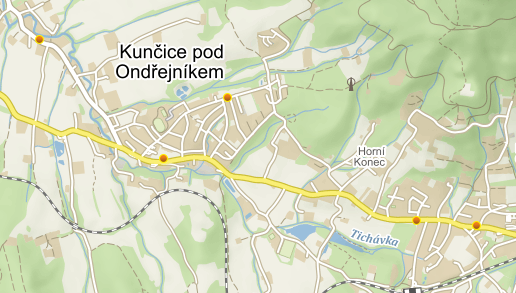 Kunčice pod
Ondřejníkem
Horní
Konec
Tichávka